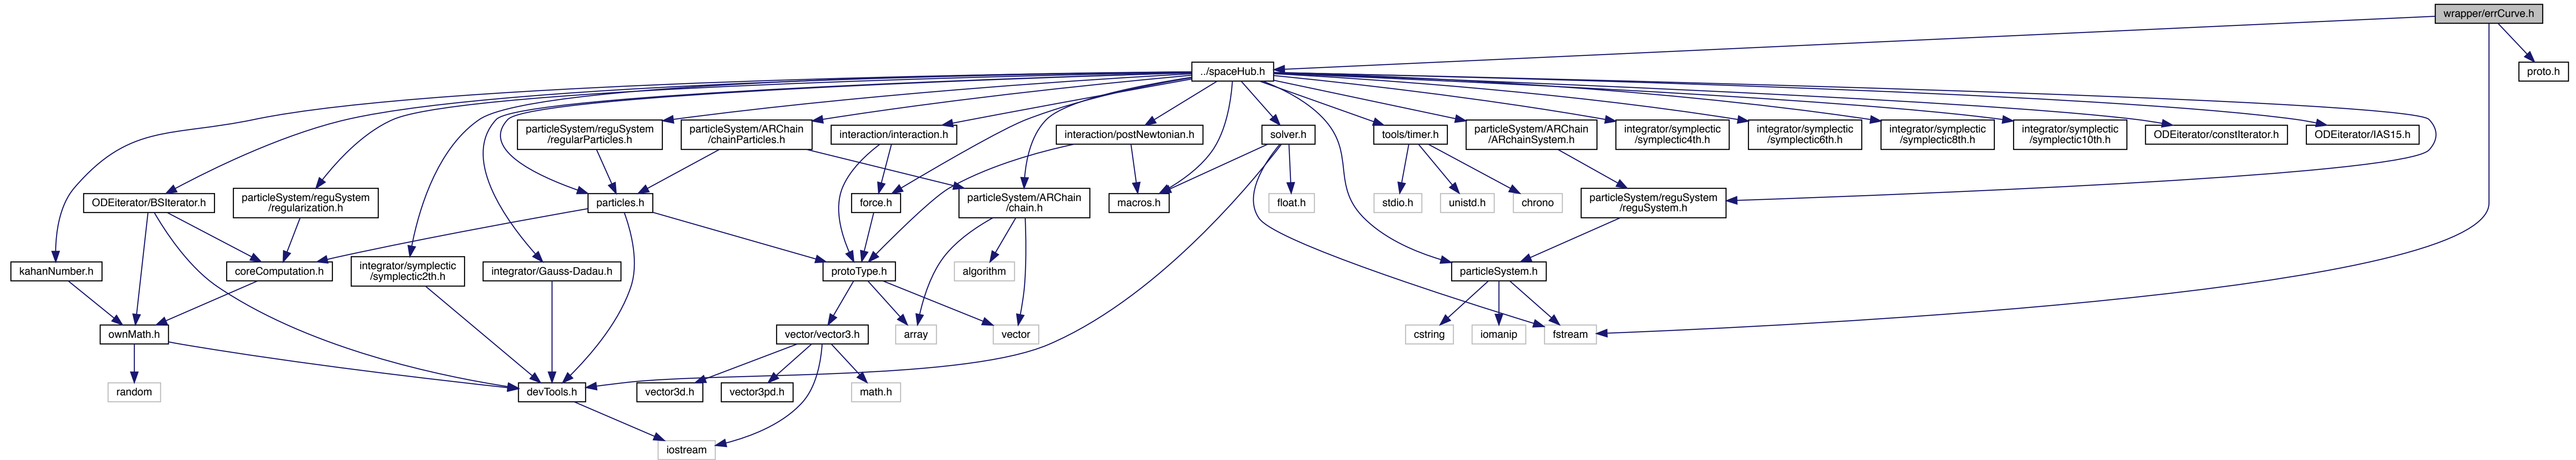 wrapper/errCurve.h
../spaceHub.h
proto.h
particleSystem/reguSystem
/regularParticles.h
particleSystem/ARChain
/chainParticles.h
interaction/interaction.h
interaction/postNewtonian.h
solver.h
tools/timer.h
particleSystem/ARChain
/ARchainSystem.h
integrator/symplectic
/symplectic4th.h
integrator/symplectic
/symplectic6th.h
integrator/symplectic
/symplectic8th.h
integrator/symplectic
/symplectic10th.h
ODEiterator/constIterator.h
ODEiterator/IAS15.h
ODEiterator/BSIterator.h
particleSystem/reguSystem
/regularization.h
particles.h
force.h
particleSystem/ARChain
/chain.h
macros.h
float.h
stdio.h
unistd.h
chrono
particleSystem/reguSystem
/reguSystem.h
kahanNumber.h
coreComputation.h
integrator/symplectic
/symplectic2th.h
integrator/Gauss-Dadau.h
protoType.h
algorithm
particleSystem.h
ownMath.h
vector/vector3.h
array
vector
cstring
iomanip
fstream
random
devTools.h
vector3d.h
vector3pd.h
math.h
iostream